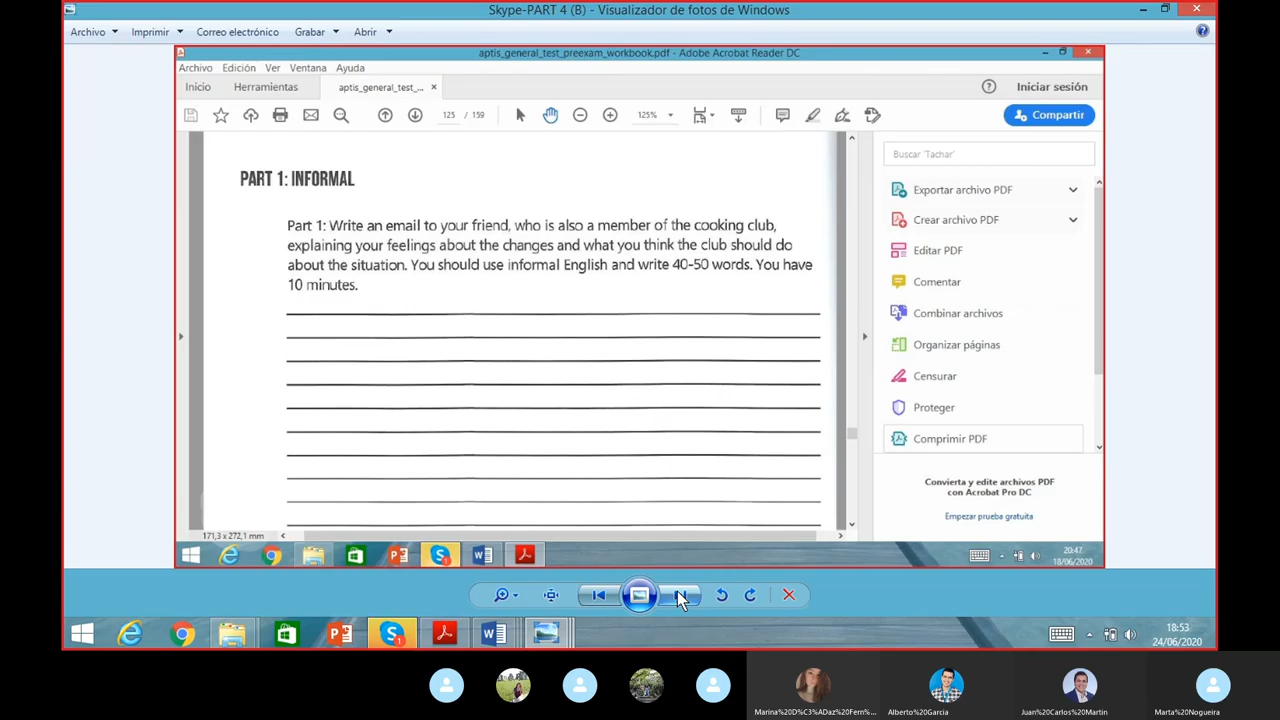 Skype-PART 4 (B) - Visualizador de fotos de Windows
Archivo Imprimir Correo electrónico Grabar Abrir
aptis_general_test_preexam_workbook.pdf - Adobe Acrobat Reader DC
Archivo Edición Ver Ventana Ayuda
Inicio Herramientas aptis_general_test_... × Iniciar sesión
125 / 159 125% Compartir
PART 1: INFORMAL
Part 1: Write an email to your friend, who is also a member of the cooking club,
explaining your feelings about the changes and what you think the club should do
about the situation. You should use informal English and write 40-50 words. You have
10 minutes.
Buscar 'Tachar'
Exportar archivo PDF
Crear archivo PDF
Editar PDF
Comentar
Combinar archivos
Organizar páginas
Censurar
Proteger
Comprimir PDF
Convierta y edite archivos PDF
con Acrobat Pro DC
Empezar prueba gratuita
171,3 x 272,1 mm
20:47
18/06/2020
18:53
24/06/2020
Marina%20D%C3%ADaz%20Fern%...
Alberto%20Garcia
Juan%20Carlos%20Martin
Marta%20Nogueira